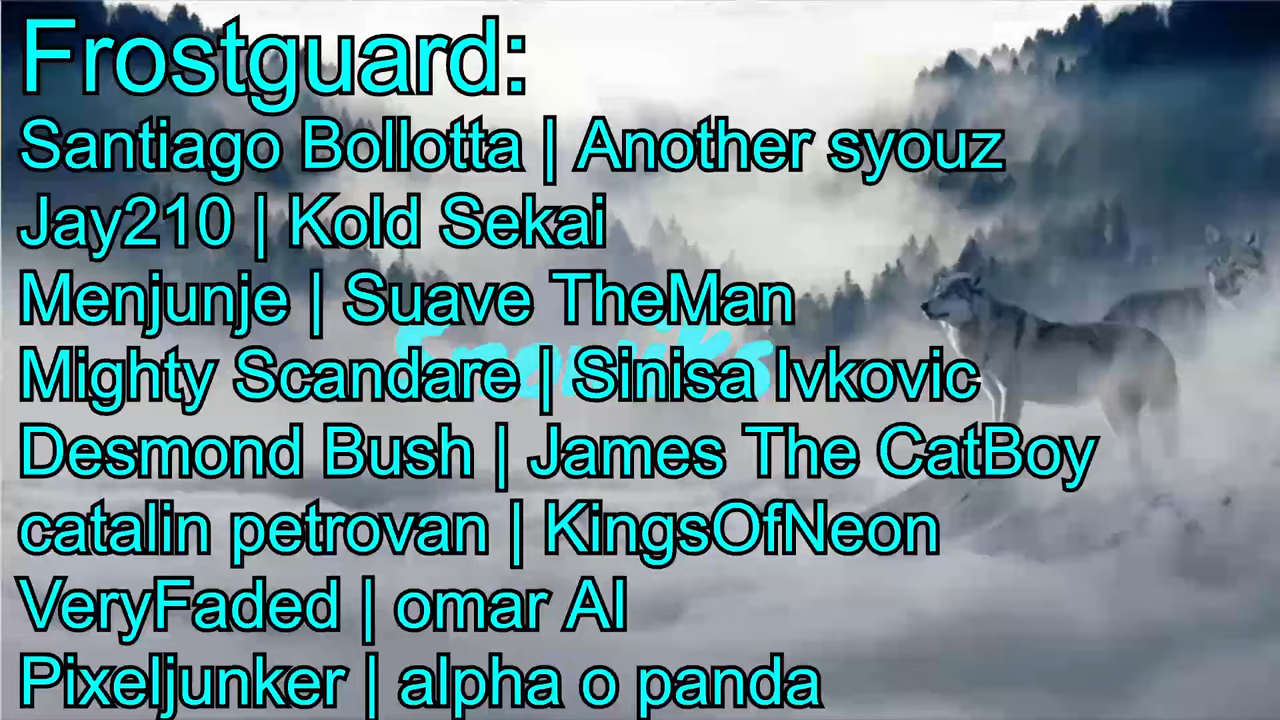 Frostguard:
Santiago Bollotta | Another syouz
Jay210 | Kold Sekai
Menjunje | Suave TheMan
Mighty Scandare | Sinisa Ivkovic
Desmond Bush | James The CatBoy
catalin petrovan | KingsOfNeon
VeryFaded | omar Al
Pixeljunker | alpha o panda